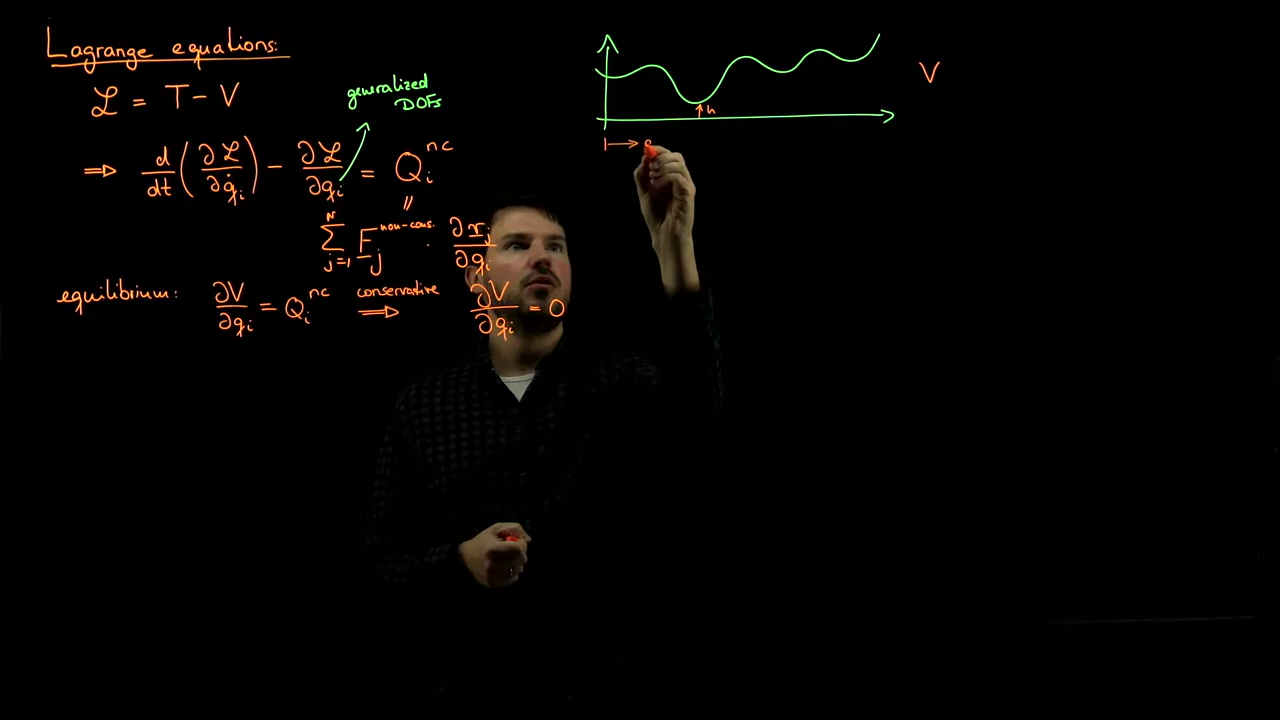 Lagrange equations:
ℒ = T - V
generalized
DOFs
⇒ d/dt (∂ℒ/∂q̇ᵢ) - ∂ℒ/∂qᵢ = Qᵢⁿᶜ
"
∑ⱼ₌₁ᴺ Fⱼ^non-cons. · ∂rⱼ/∂qᵢ
equilibrium: ∂V/∂qᵢ = Qᵢⁿᶜ conservative ⇒ ∂V/∂qᵢ = 0
V
h